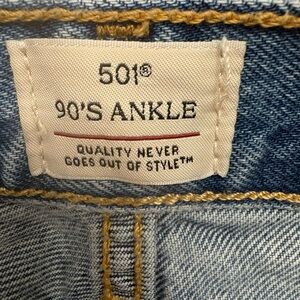 501®
90'S ANKLE
QUALITY NEVER
GOES OUT OF STYLE™